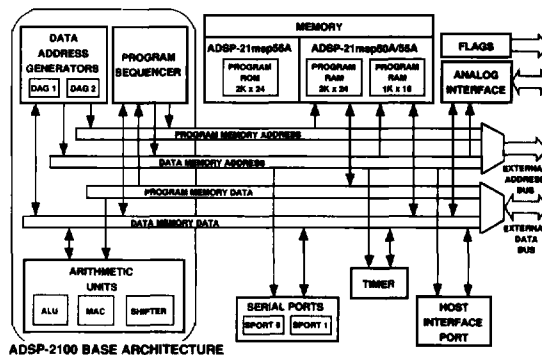 MEMORY
DATA
ADDRESS
GENERATORS
DAG 1
DAG 2
PROGRAM
SEQUENCER
ADSP-21msp56A
PROGRAM
ROM
2K x 24
ADSP-21msp50A/55A
PROGRAM
RAM
2K x 24
PROGRAM
RAM
1K x 16
FLAGS
ANALOG
INTERFACE
PROGRAM MEMORY ADDRESS
DATA MEMORY ADDRESS
PROGRAM MEMORY DATA
DATA MEMORY DATA
EXTERNAL
ADDRESS
BUS
EXTERNAL
DATA
BUS
ARITHMETIC
UNITS
ALU
MAC
SHIFTER
SERIAL PORTS
SPORT 0
SPORT 1
TIMER
HOST
INTERFACE
PORT
ADSP-2100 BASE ARCHITECTURE